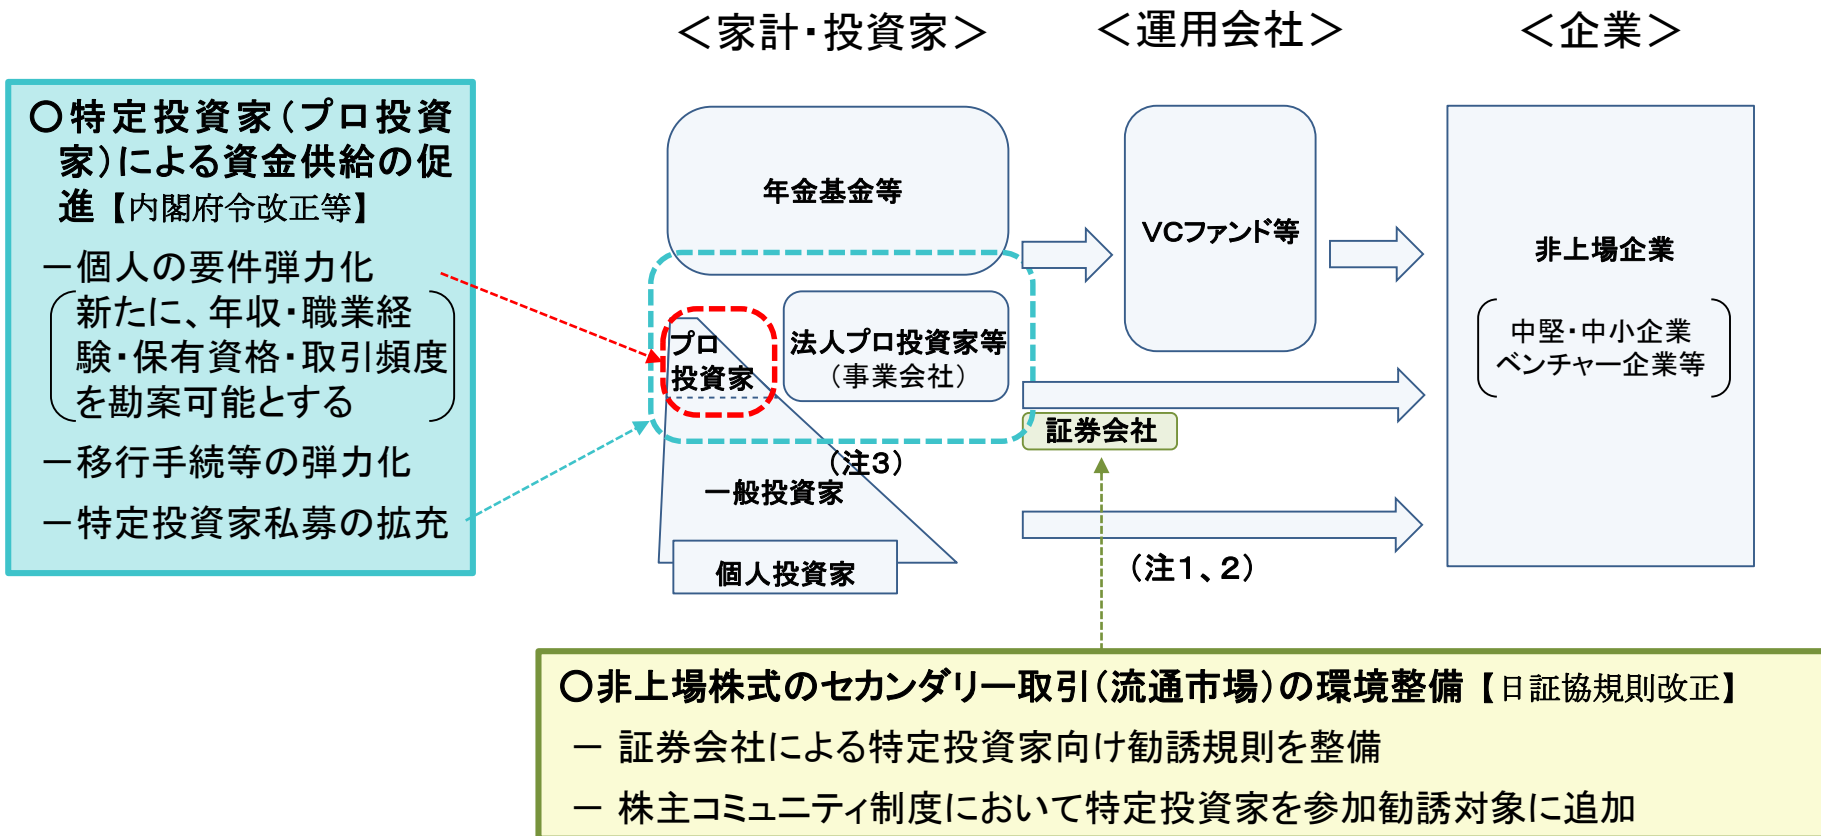 ＜家計・投資家＞
＜運用会社＞
＜企業＞
○特定投資家（プロ投資
家）による資金供給の促
進【内閣府令改正等】
－個人の要件弾力化
新たに、年収・職業経
験・保有資格・取引頻度
を勘案可能とする
－移行手続等の弾力化
－特定投資家私募の拡充
年金基金等
プロ
投資家
法人プロ投資家等
（事業会社）
（注３）
一般投資家
個人投資家
VCファンド等
証券会社
（注１、２）
非上場企業
中堅・中小企業
ベンチャー企業等
○非上場株式のセカンダリー取引（流通市場）の環境整備【日証協規則改正】
－ 証券会社による特定投資家向け勧誘規則を整備
－ 株主コミュニティ制度において特定投資家を参加勧誘対象に追加